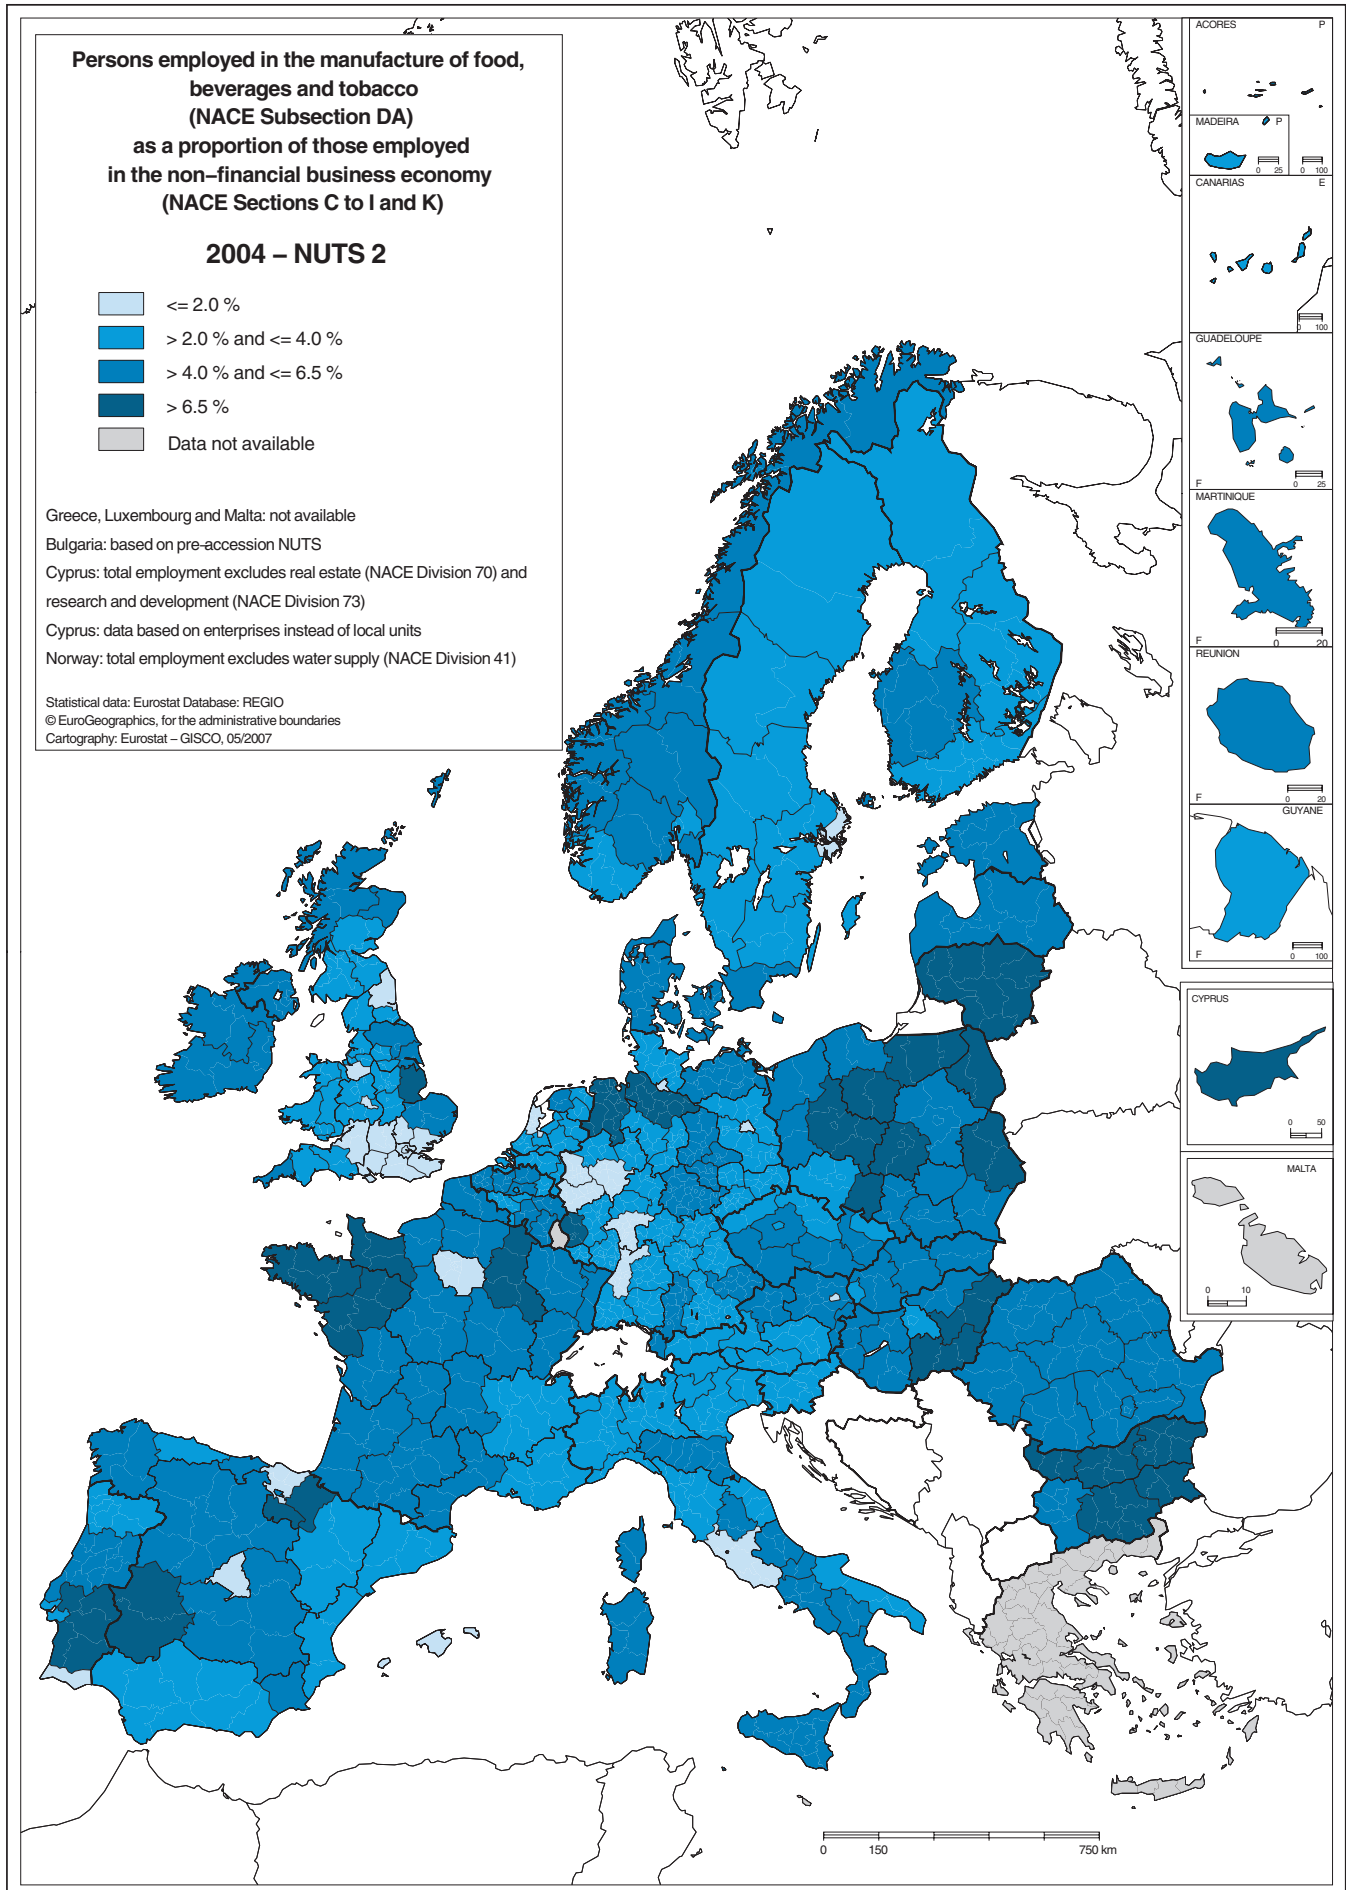 Persons employed in the manufacture of food,
beverages and tobacco
(NACE Subsection DA)
as a proportion of those employed
in the non–financial business economy
(NACE Sections C to I and K)
2004 – NUTS 2
<= 2.0 %
> 2.0 % and <= 4.0 %
> 4.0 % and <= 6.5 %
> 6.5 %
Data not available
Greece, Luxembourg and Malta: not available
Bulgaria: based on pre-accession NUTS
Cyprus: total employment excludes real estate (NACE Division 70) and
research and development (NACE Division 73)
Cyprus: data based on enterprises instead of local units
Norway: total employment excludes water supply (NACE Division 41)
Statistical data: Eurostat Database: REGIO
© EuroGeographics, for the administrative boundaries
Cartography: Eurostat – GISCO, 05/2007
ACORES P
MADEIRA P
0 25 0 100
CANARIAS E
0 100
GUADELOUPE
F 0 25
MARTINIQUE
F 0 20
REUNION
F 0 20
GUYANE
F 0 100
CYPRUS
0 50
MALTA
0 10
0 150 750 km